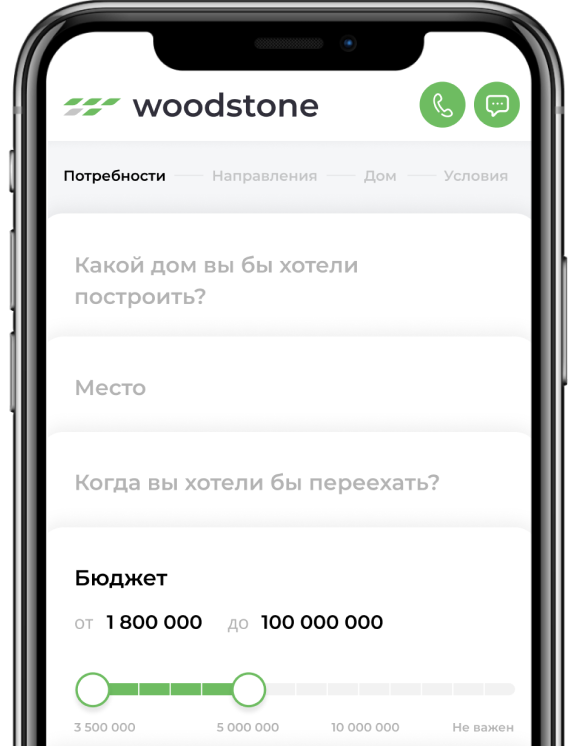 woodstone
Потребности Направления Дом Условия
Какой дом вы бы хотели
построить?
Место
Когда вы хотели бы переехать?
Бюджет
от 1 800 000 до 100 000 000
3 500 000 5 000 000 10 000 000 Не важен